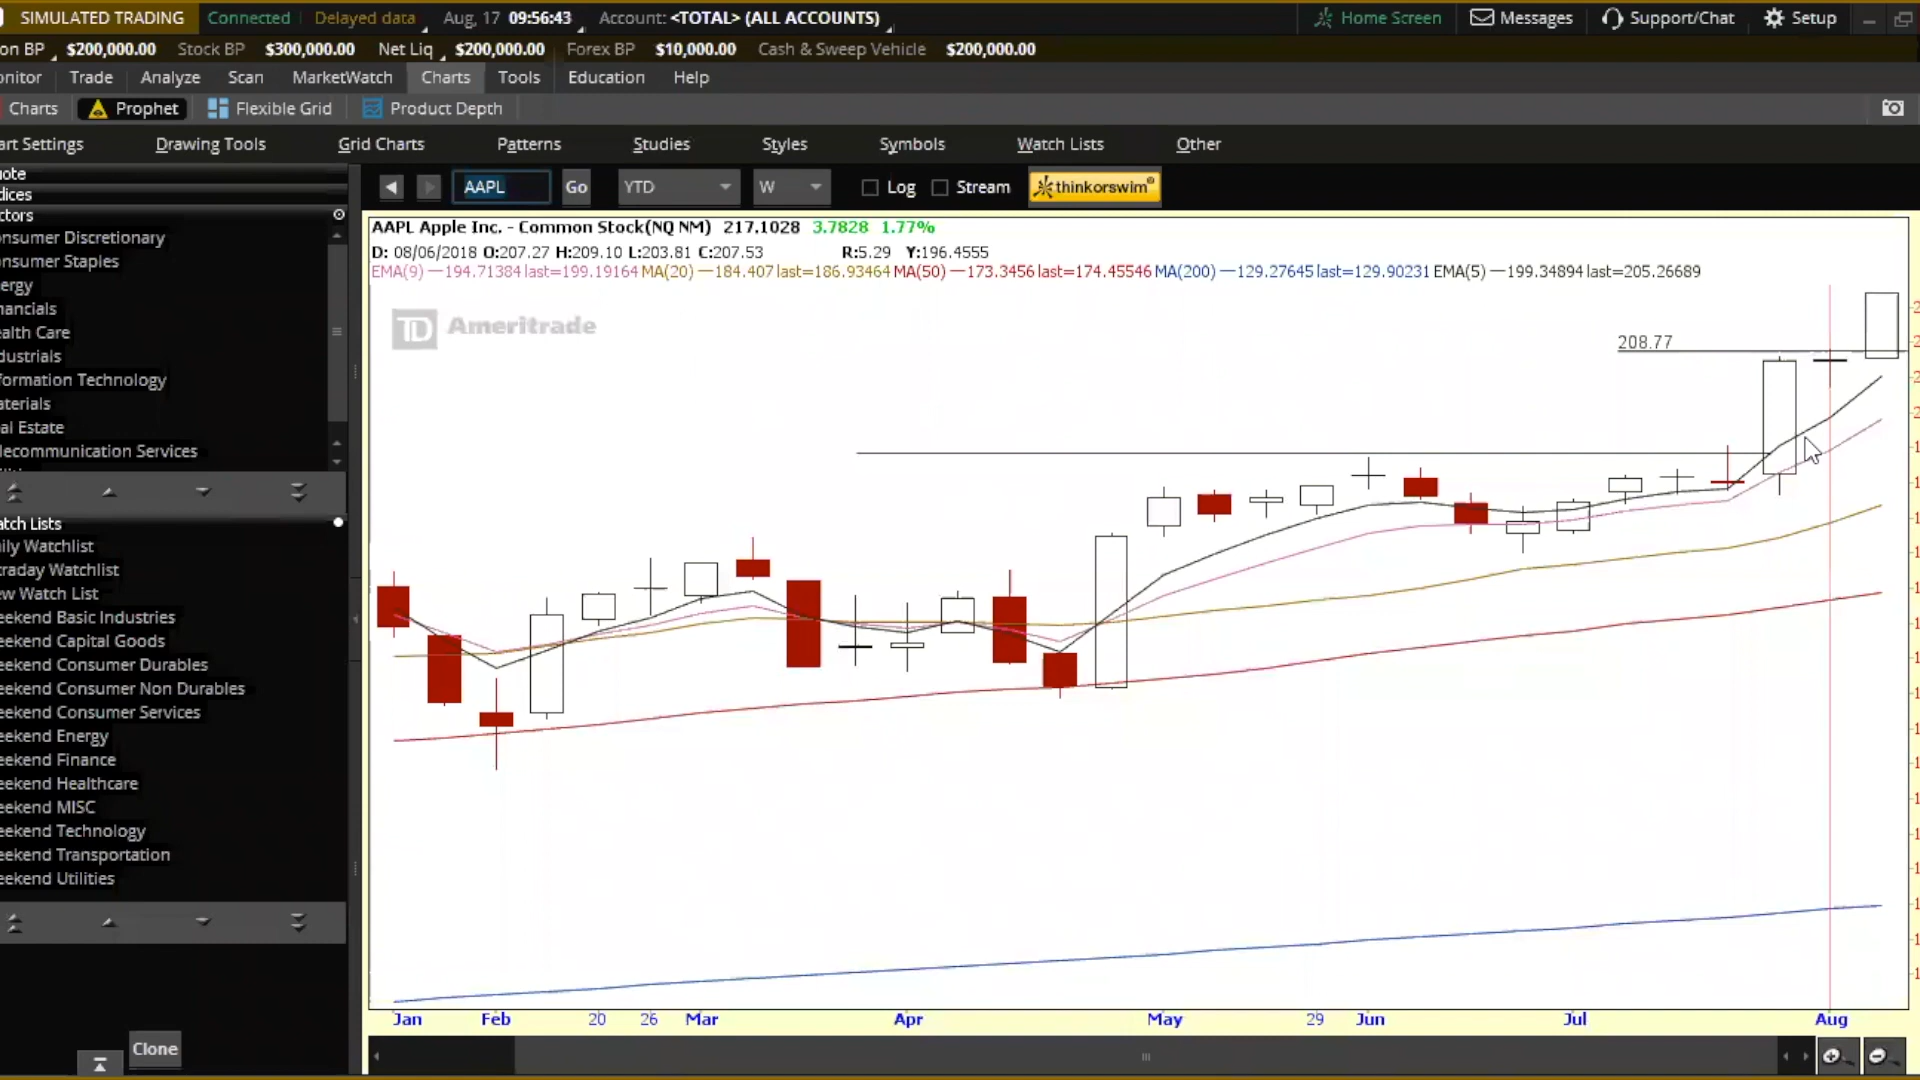 SIMULATED TRADING Connected Delayed data Aug, 17 09:56:43 Account: <TOTAL> (ALL ACCOUNTS) Home Screen Messages Support/Chat Setup
on BP $200,000.00 Stock BP $300,000.00 Net Liq $200,000.00 Forex BP $10,000.00 Cash & Sweep Vehicle $200,000.00
onitor Trade Analyze Scan MarketWatch Charts Tools Education Help
Charts Prophet Flexible Grid Product Depth
art Settings Drawing Tools Grid Charts Patterns Studies Styles Symbols Watch Lists Other
uote
dices
ctors
onsumer Discretionary
onsumer Staples
ergy
nancials
ealth Care
dustrials
formation Technology
aterials
al Estate
lecommunication Services
atch Lists
ily Watchlist
traday Watchlist
ew Watch List
eekend Basic Industries
eekend Capital Goods
eekend Consumer Durables
eekend Consumer Non Durables
eekend Consumer Services
eekend Energy
eekend Finance
eekend Healthcare
eekend MISC
eekend Technology
eekend Transportation
eekend Utilities
Clone
AAPL Go YTD W Log Stream thinkorswim®
AAPL Apple Inc. - Common Stock(NQ NM) 217.1028 3.7828 1.77%
D: 08/06/2018 O:207.27 H:209.10 L:203.81 C:207.53 R:5.29 Y:196.4555
EMA(9) —194.71384 last=199.19164 MA(20) —184.407 last=186.93464 MA(50) —173.3456 last=174.45546 MA(200) —129.27645 last=129.90231 EMA(5) —199.34894 last=205.26689
TD Ameritrade
208.77
Jan Feb 20 26 Mar Apr May 29 Jun Jul Aug